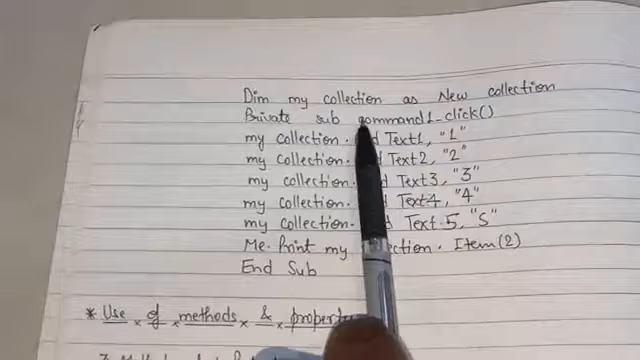 Dim my collection as New collection
Private sub command1_click()
my collection. d Text1, "1"
my collection. d Text2, "2"
my collection. d Text3, "3"
my collection. d Text4, "4"
my collection. d Text.5, "5"
Me. Print my ection. Item(2)
End Sub
* Use of methods & property